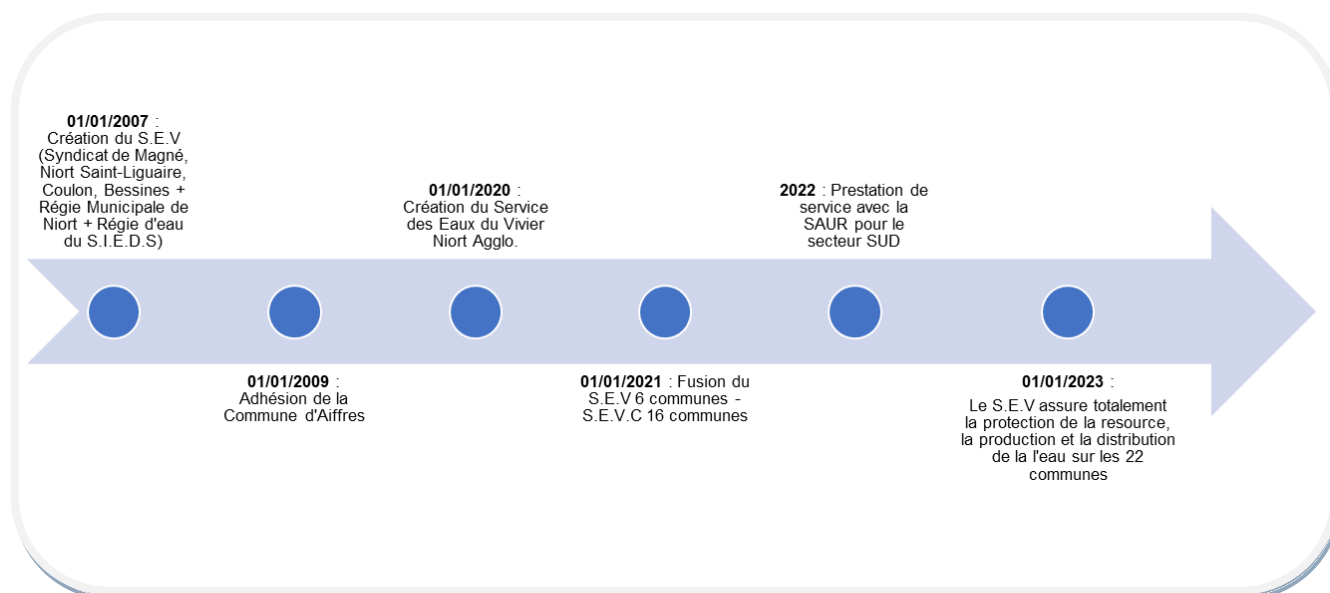 01/01/2007 :
Création du S.E.V
(Syndicat de Magné,
Niort Saint-Liguaire,
Coulon, Bessines +
Régie Municipale de
Niort + Régie d'eau
du S.I.E.D.S)
01/01/2009 :
Adhésion de la
Commune d'Aiffres
01/01/2020 :
Création du Service
des Eaux du Vivier
Niort Agglo.
01/01/2021 : Fusion du
S.E.V 6 communes -
S.E.V.C 16 communes
2022 : Prestation de
service avec la
SAUR pour le
secteur SUD
01/01/2023 :
Le S.E.V assure totalement
la protection de la resource,
la production et la distribution
de la l'eau sur les 22
communes